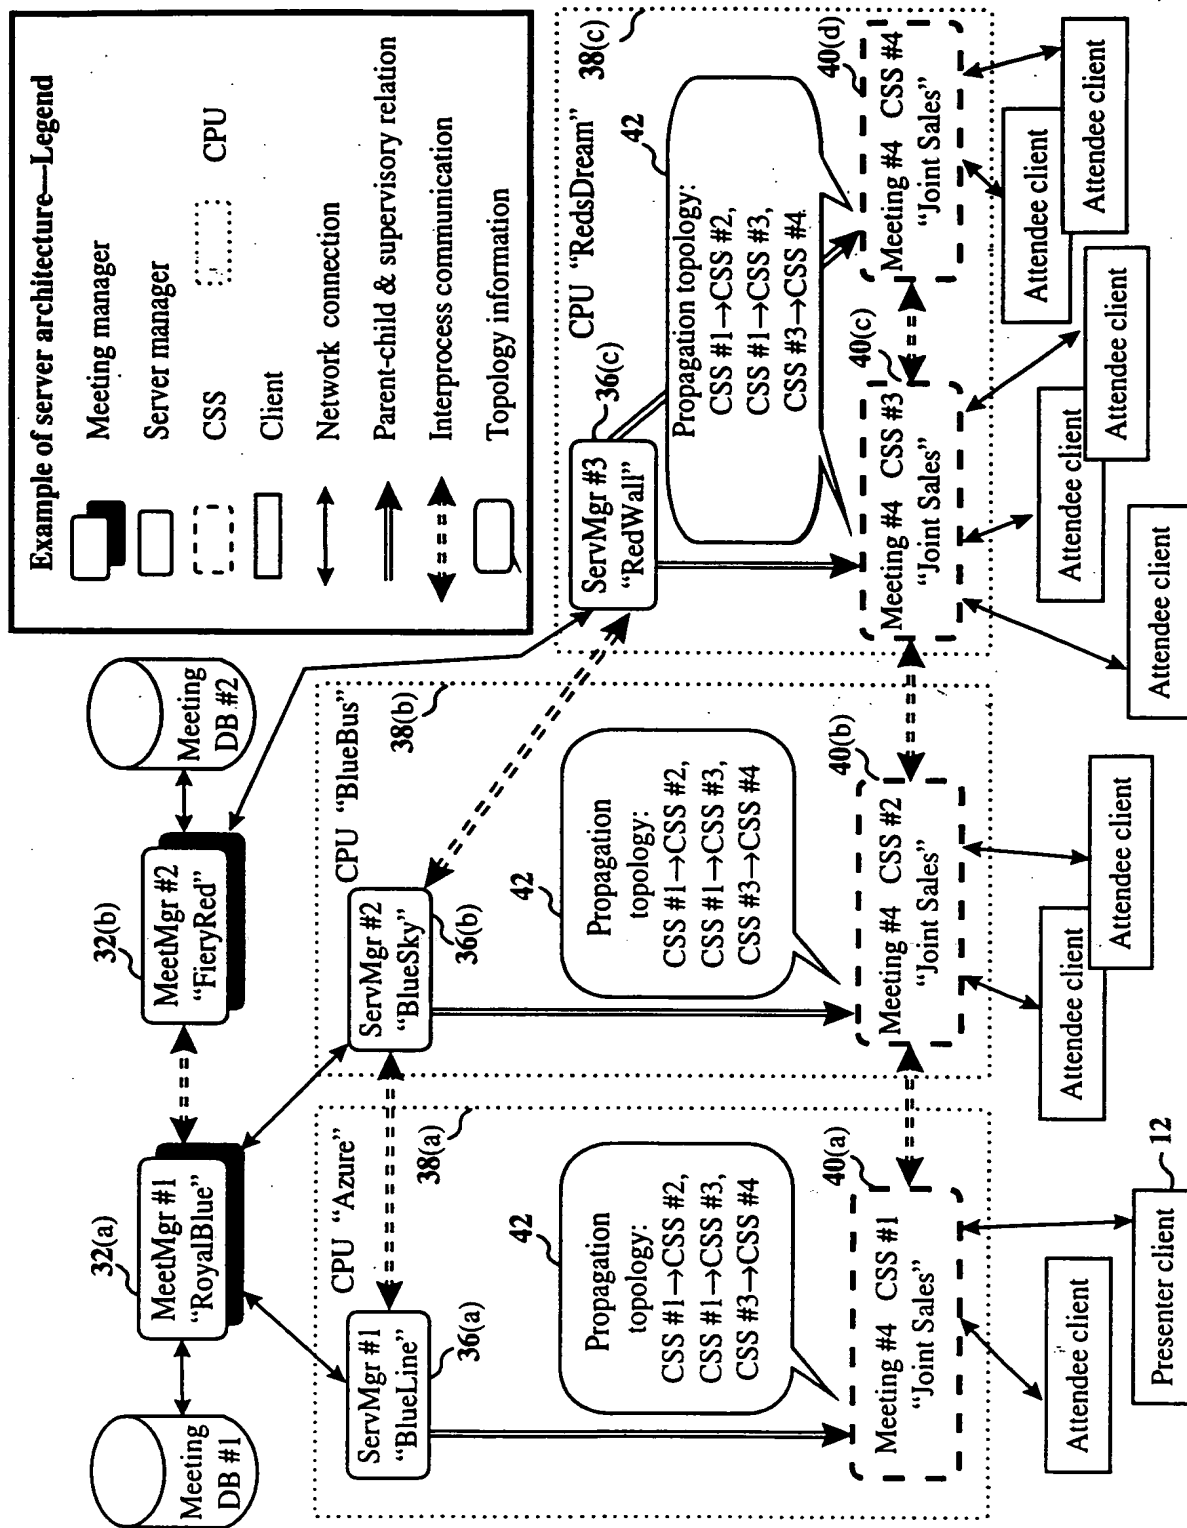 Example of server architecture—Legend
Meeting manager
Server manager
CSS
CPU
Client
Network connection
Parent-child & supervisory relation
Interprocess communication
Topology information
Meeting
DB #1
32(a)
MeetMgr #1
“RoyalBlue”
32(b)
MeetMgr #2
“FieryRed”
Meeting
DB #2
CPU “Azure”
ServMgr #1
“BlueLine”
36(a)
38(a)
42
Propagation
topology:
CSS #1→CSS #2,
CSS #1→CSS #3,
CSS #3→CSS #4
40(a)
Meeting #4 CSS #1
“Joint Sales”
Attendee client
Presenter client
12
CPU “BlueBus”
ServMgr #2
“BlueSky”
36(b)
38(b)
42
Propagation
topology:
CSS #1→CSS #2,
CSS #1→CSS #3,
CSS #3→CSS #4
40(b)
Meeting #4 CSS #2
“Joint Sales”
Attendee client
Attendee client
CPU “RedsDream”
38(c)
36(c)
ServMgr #3
“RedWall”
42
Propagation topology:
CSS #1→CSS #2,
CSS #1→CSS #3,
CSS #3→CSS #4
40(c)
Meeting #4 CSS #3
“Joint Sales”
40(d)
Meeting #4 CSS #4
“Joint Sales”
Attendee client
Attendee client
Attendee client
Attendee client
Attendee client